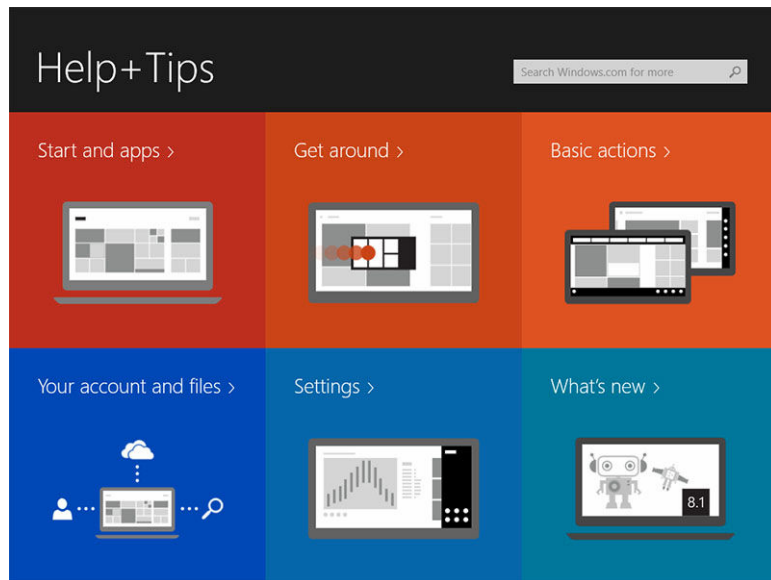 Help+Tips
Search Windows.com for more
Start and apps >
Get around >
Basic actions >
Your account and files >
Settings >
What's new >
8.1